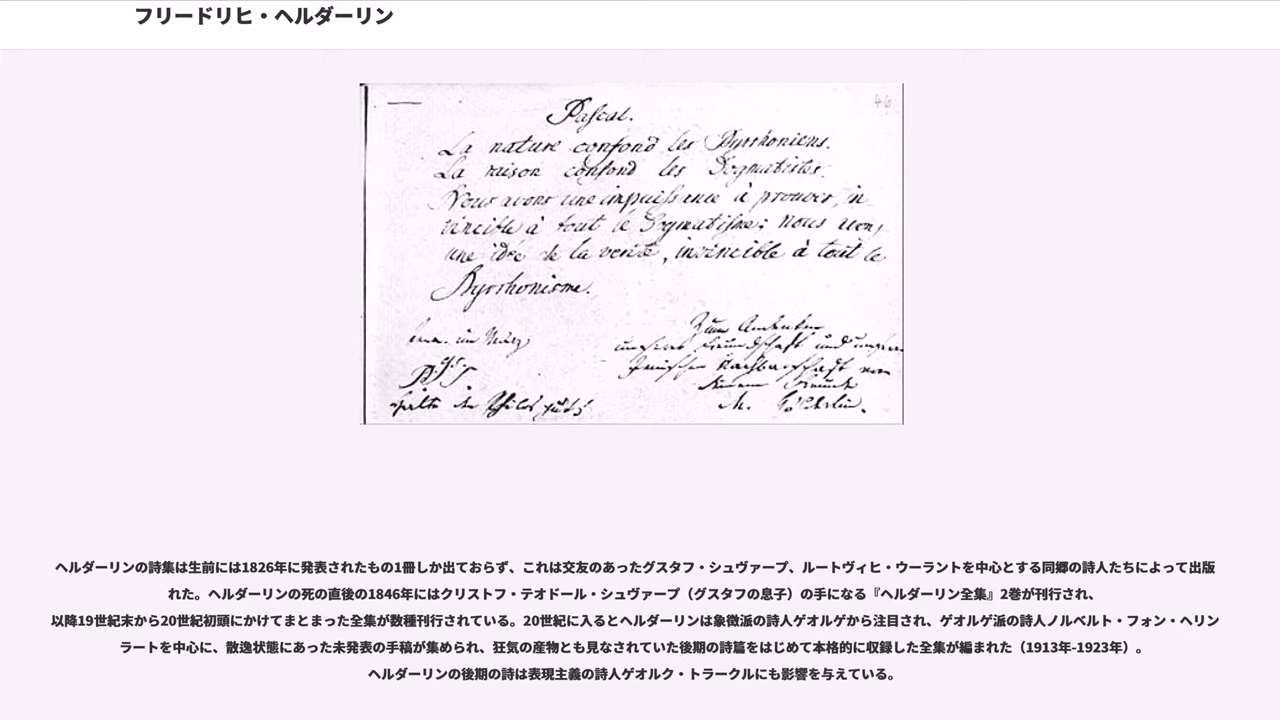 フリードリヒ・ヘルダーリン
46
Pascal.
La nature confond les Pyrrhoniens.
La raison confond les Dogmatistes.
Nous avons une impuissance à prouver, in
vincible à tout le Dogmatisme; nous avons
une idée de la verité, invincible à tout le
Pyrrhonisme.
Jena. im März
1795
Zum Andenken
unserer Freundschaft und unserer
Nachbarschaft von
M. Hölderlin.
ヘルダーリンの詩集は生前には1826年に発表されたもの1冊しか出ておらず、これは交友のあったグスタフ・シュヴァープ、ルートヴィヒ・ウーラントを中心とする同郷の詩人たちによって出版
れた。ヘルダーリンの死の直後の1846年にはクリストフ・テオドール・シュヴァープ（グスタフの息子）の手になる『ヘルダーリン全集』2巻が刊行され、
以降19世紀末から20世紀初頭にかけてまとまった全集が数種刊行されている。20世紀に入るとヘルダーリンは象徴派の詩人ゲオルゲから注目され、ゲオルゲ派の詩人ノルベルト・フォン・ヘリン
ラートを中心に、散逸状態にあった未発表の手稿が集められ、狂気の産物とも見なされていた後期の詩篇をはじめて本格的に収録した全集が編まれた（1913年-1923年）。
ヘルダーリンの後期の詩は表現主義の詩人ゲオルク・トラークルにも影響を与えている。